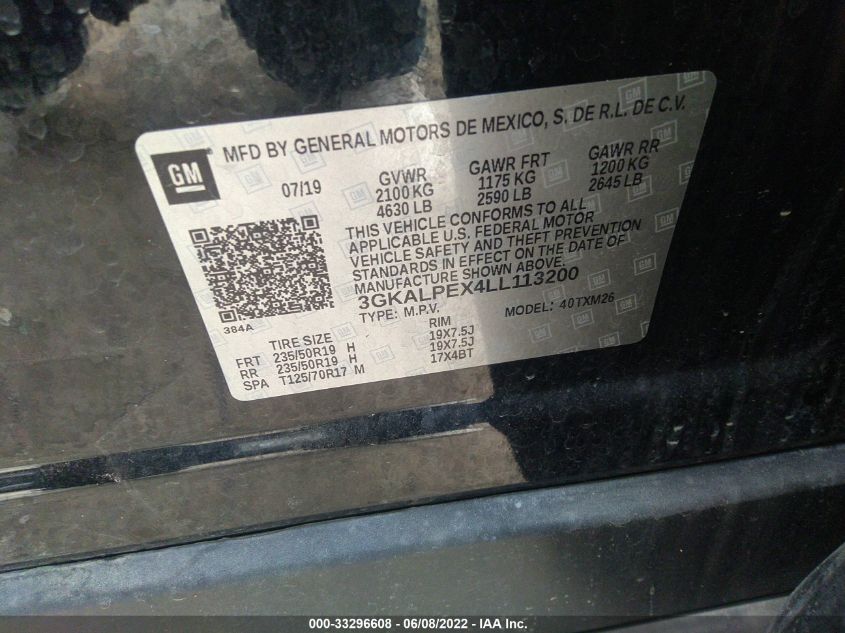 GM
MFD BY GENERAL MOTORS DE MEXICO, S. DE R.L. DE C.V.
07/19
GVWR GAWR FRT GAWR RR
2100 KG 1175 KG 1200 KG
4630 LB 2590 LB 2645 LB
THIS VEHICLE CONFORMS TO ALL
APPLICABLE U.S. FEDERAL MOTOR
VEHICLE SAFETY AND THEFT PREVENTION
STANDARDS IN EFFECT ON THE DATE OF
MANUFACTURE SHOWN ABOVE.
3GKALPEX4LL113200
TYPE: M.P.V. MODEL: 40TXM26
384A
TIRE SIZE RIM
FRT 235/50R19 H 19X7.5J
RR 235/50R19 H 19X7.5J
SPA T125/70R17 M 17X4BT
000-33296608 - 06/08/2022 - IAA Inc.